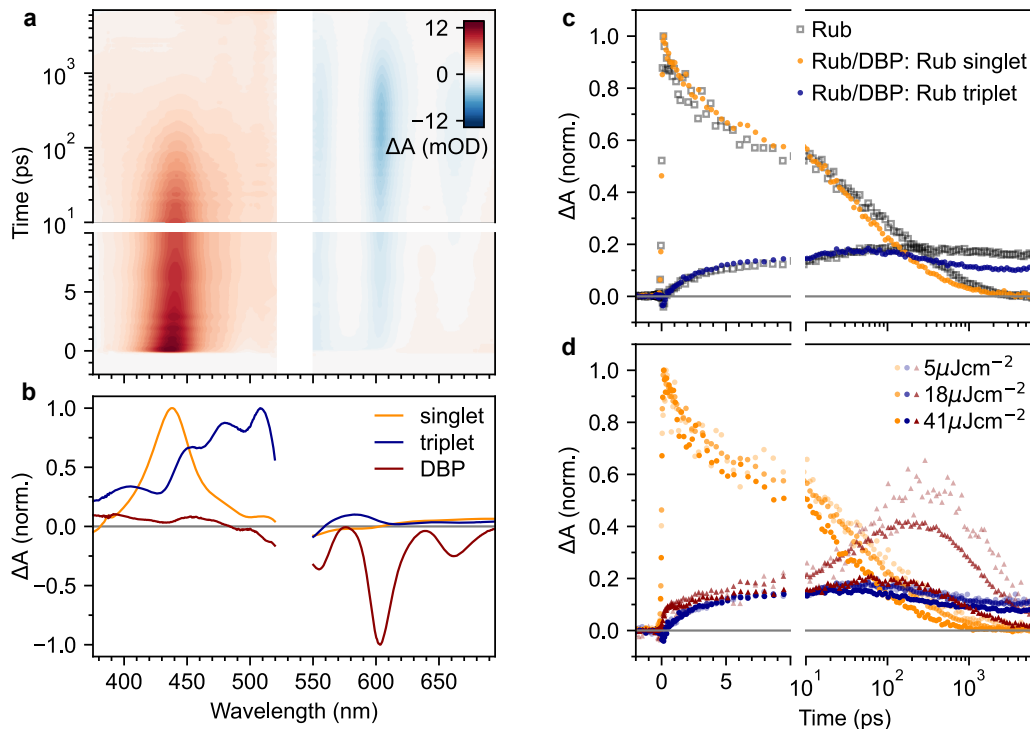 a
12
0
−12
ΔA (mOD)
10³
10²
10¹
5
0
Time (ps)
b
singlet
triplet
DBP
1.0
0.5
0.0
−0.5
−1.0
ΔA (norm.)
400 450 500 550 600 650
Wavelength (nm)
c
Rub
Rub/DBP: Rub singlet
Rub/DBP: Rub triplet
1.0
0.8
0.6
0.4
0.2
0.0
ΔA (norm.)
d
5μJcm⁻²
18μJcm⁻²
41μJcm⁻²
1.0
0.8
0.6
0.4
0.2
0.0
ΔA (norm.)
0 5 10¹ 10² 10³
Time (ps)